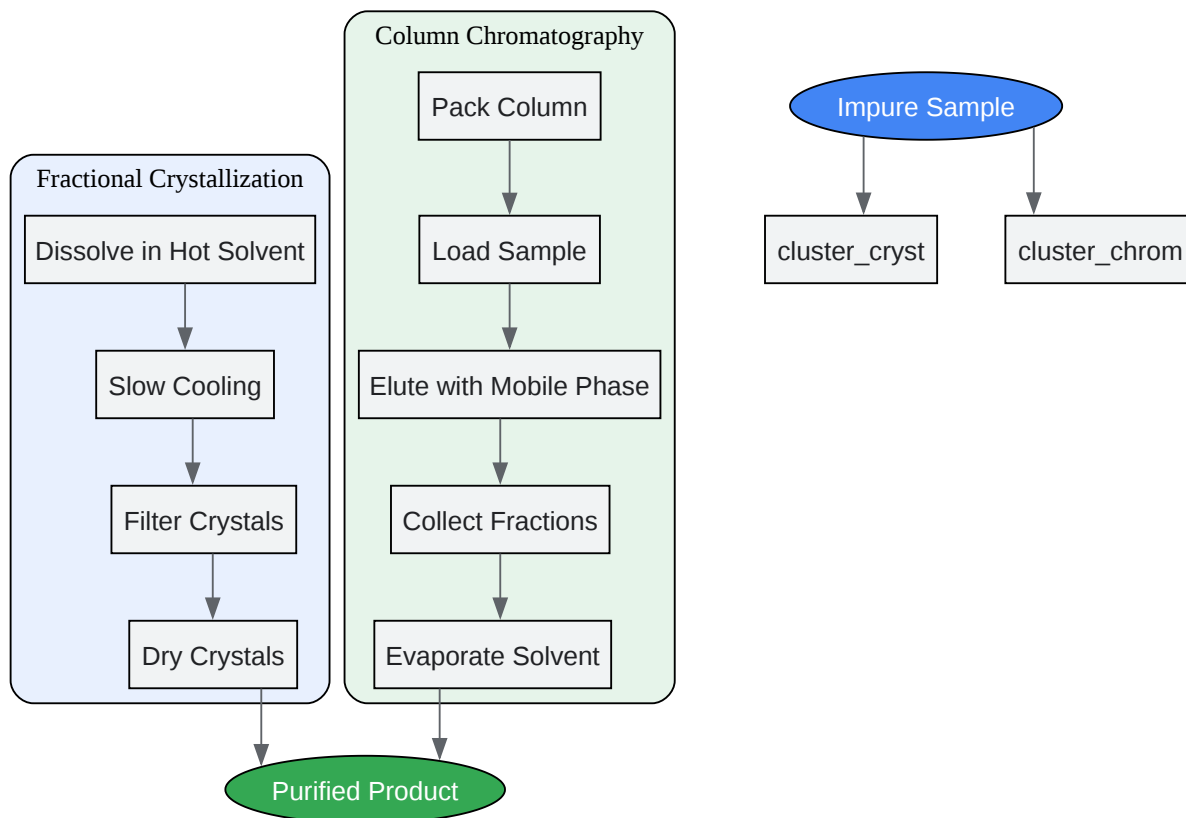 Column Chromatography
Pack Column
Impure Sample
Fractional Crystallization
Dissolve in Hot Solvent
Load Sample
cluster_cryst
cluster_chrom
Slow Cooling
Elute with Mobile Phase
Filter Crystals
Collect Fractions
Dry Crystals
Evaporate Solvent
Purified Product